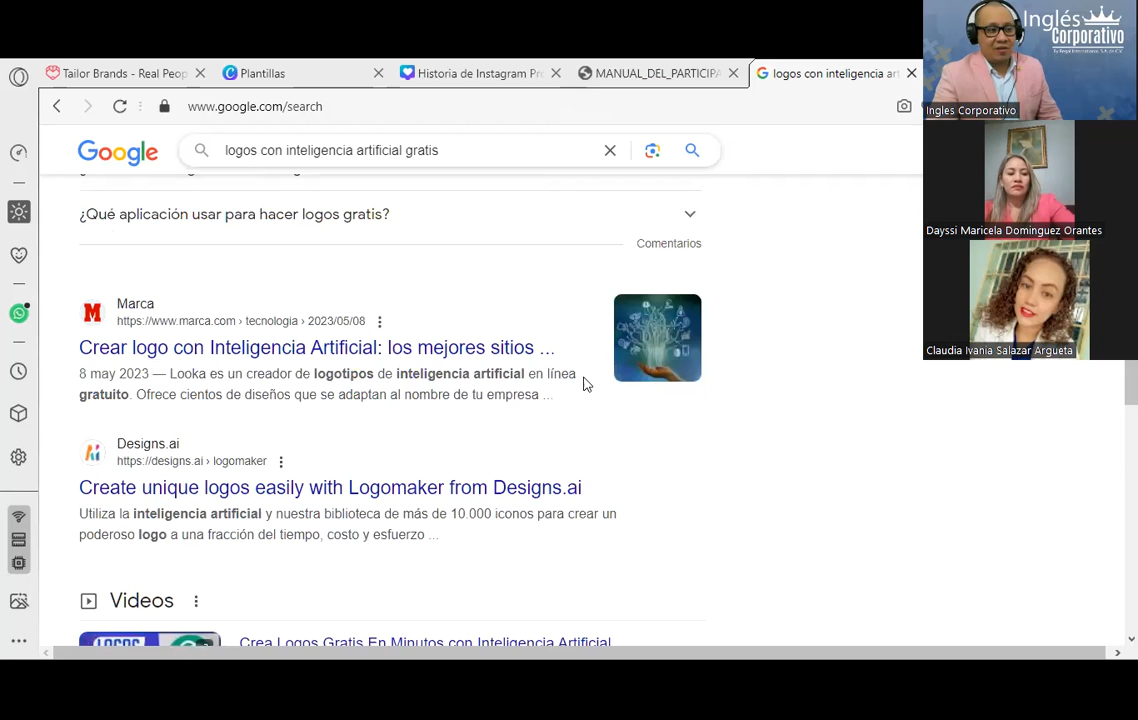 Tailor Brands - Real Peop
Plantillas
Historia de Instagram Pr
MANUAL_DEL_PARTICIPA
logos con inteligencia ar
www.google.com/search
Google
logos con inteligencia artificial gratis
¿Qué aplicación usar para hacer logos gratis?
Comentarios
Marca
https://www.marca.com › tecnologia › 2023/05/08
Crear logo con Inteligencia Artificial: los mejores sitios ...
8 may 2023 — Looka es un creador de logotipos de inteligencia artificial en línea
gratuito. Ofrece cientos de diseños que se adaptan al nombre de tu empresa ...
Designs.ai
https://designs.ai › logomaker
Create unique logos easily with Logomaker from Designs.ai
Utiliza la inteligencia artificial y nuestra biblioteca de más de 10.000 iconos para crear un
poderoso logo a una fracción del tiempo, costo y esfuerzo ...
Videos
LOGOS
Crea Logos Gratis En Minutos con Inteligencia Artificial
Inglés
Corporativo
Ingles Corporativo
Dayssi Maricela Dominguez Orantes
Claudia Ivania Salazar Argueta